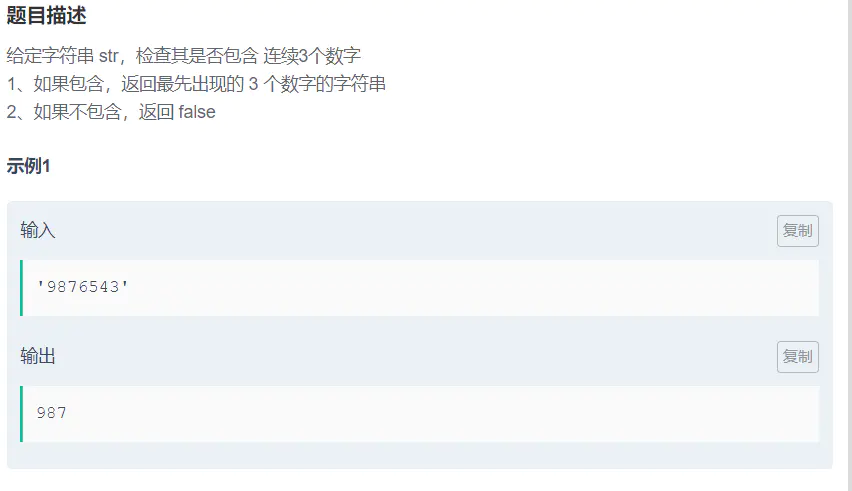 题目描述
给定字符串 str，检查其是否包含 连续3个数字
1、如果包含，返回最先出现的 3 个数字的字符串
2、如果不包含，返回 false
示例1
输入
复制
'9876543'
输出
复制
987